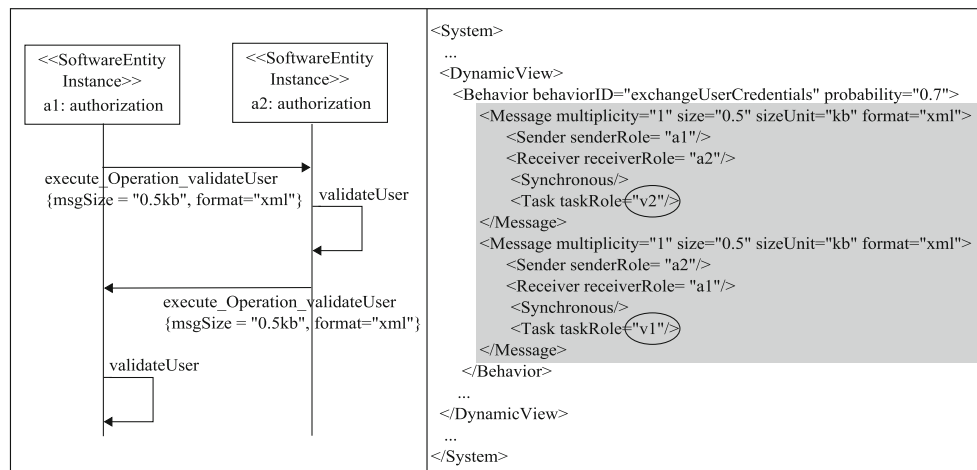 <<SoftwareEntity
Instance>>
a1: authorization
<<SoftwareEntity
Instance>>
a2: authorization
execute_Operation_validateUser
{msgSize = "0.5kb", format="xml"}
validateUser
execute_Operation_validateUser
{msgSize = "0.5kb", format="xml"}
validateUser
<System>
...
<DynamicView>
<Behavior behaviorID="exchangeUserCredentials" probability="0.7">
<Message multiplicity="1" size="0.5" sizeUnit="kb" format="xml">
<Sender senderRole= "a1"/>
<Receiver receiverRole= "a2"/>
<Synchronous/>
<Task taskRole="v2"/>
</Message>
<Message multiplicity="1" size="0.5" sizeUnit="kb" format="xml">
<Sender senderRole= "a2"/>
<Receiver receiverRole= "a1"/>
<Synchronous/>
<Task taskRole="v1"/>
</Message>
</Behavior>
...
</DynamicView>
...
</System>